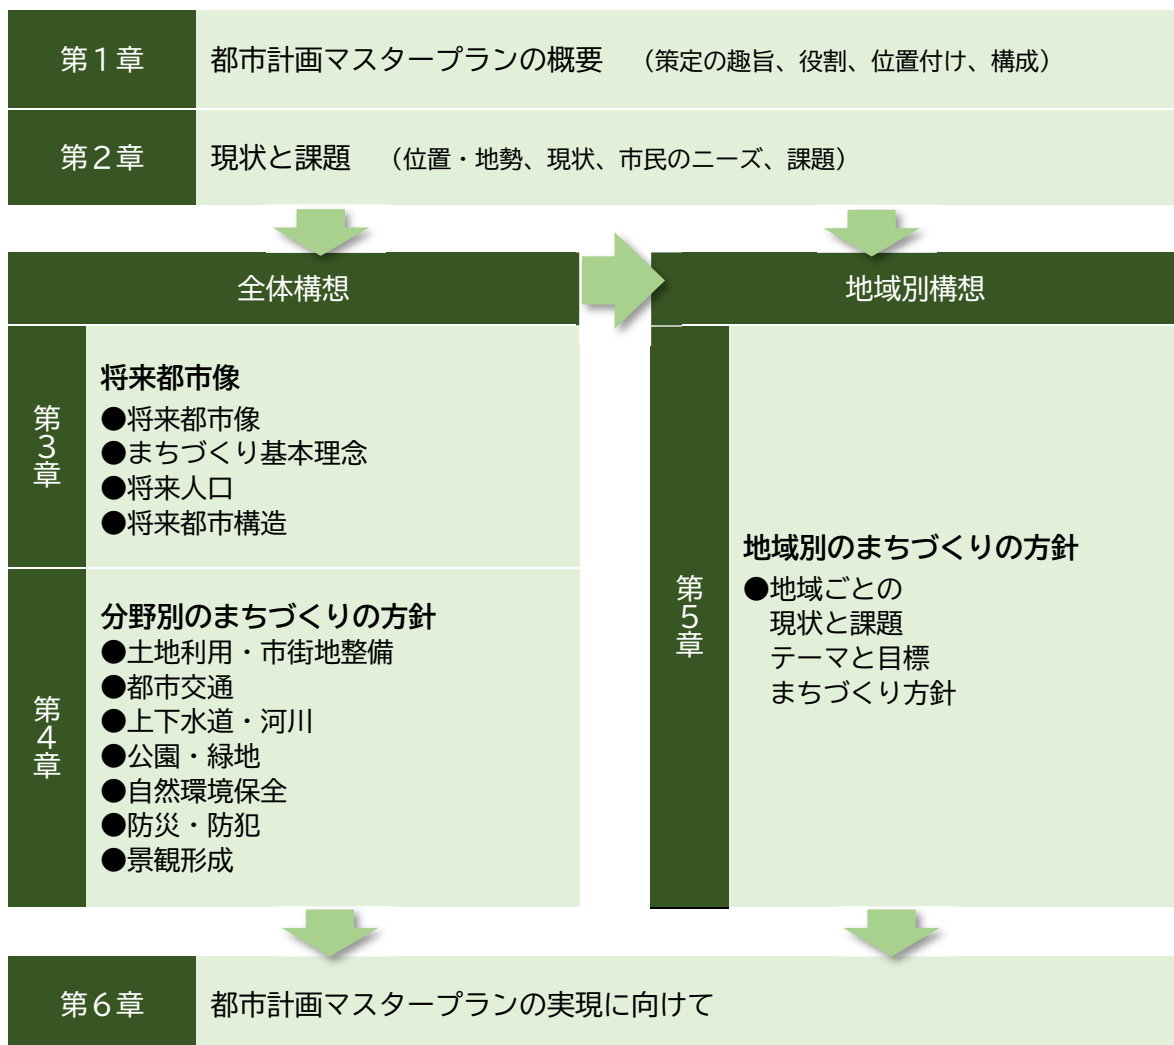 第1章 都市計画マスタープランの概要 （策定の趣旨、役割、位置付け、構成）
第2章 現状と課題 （位置・地勢、現状、市民のニーズ、課題）
全体構想
第3章
将来都市像
●将来都市像
●まちづくり基本理念
●将来人口
●将来都市構造
第4章
分野別のまちづくりの方針
●土地利用・市街地整備
●都市交通
●上下水道・河川
●公園・緑地
●自然環境保全
●防災・防犯
●景観形成
地域別構想
第5章
地域別のまちづくりの方針
●地域ごとの
現状と課題
テーマと目標
まちづくり方針
第6章 都市計画マスタープランの実現に向けて